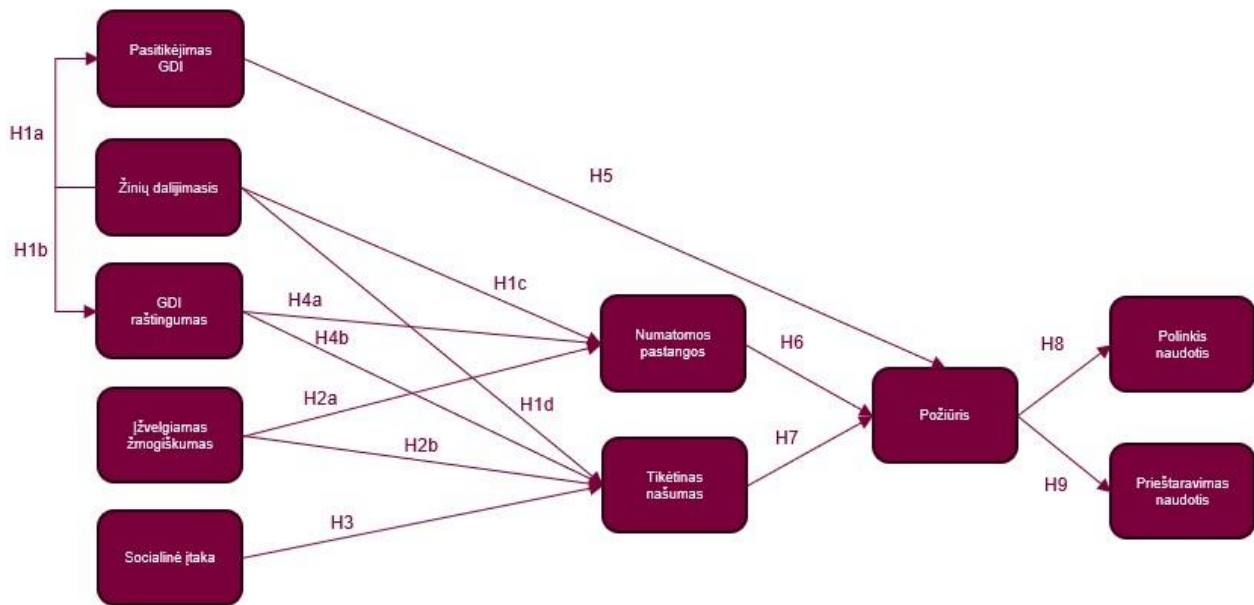 Pasitikėjimas
GDI
H1a
H5
Žinių dalijimasis
H1b
H1c
GDI
raštingumas
H4a
H4b
Numatomos
pastangos
H6
H8
Polinkis
naudotis
Įžvelgiamas
žmogiškumas
H2a
H1d
H2b
H7
Požiūris
Tikėtinas
našumas
H9
Prieštaravimas
naudotis
Socialinė įtaka
H3